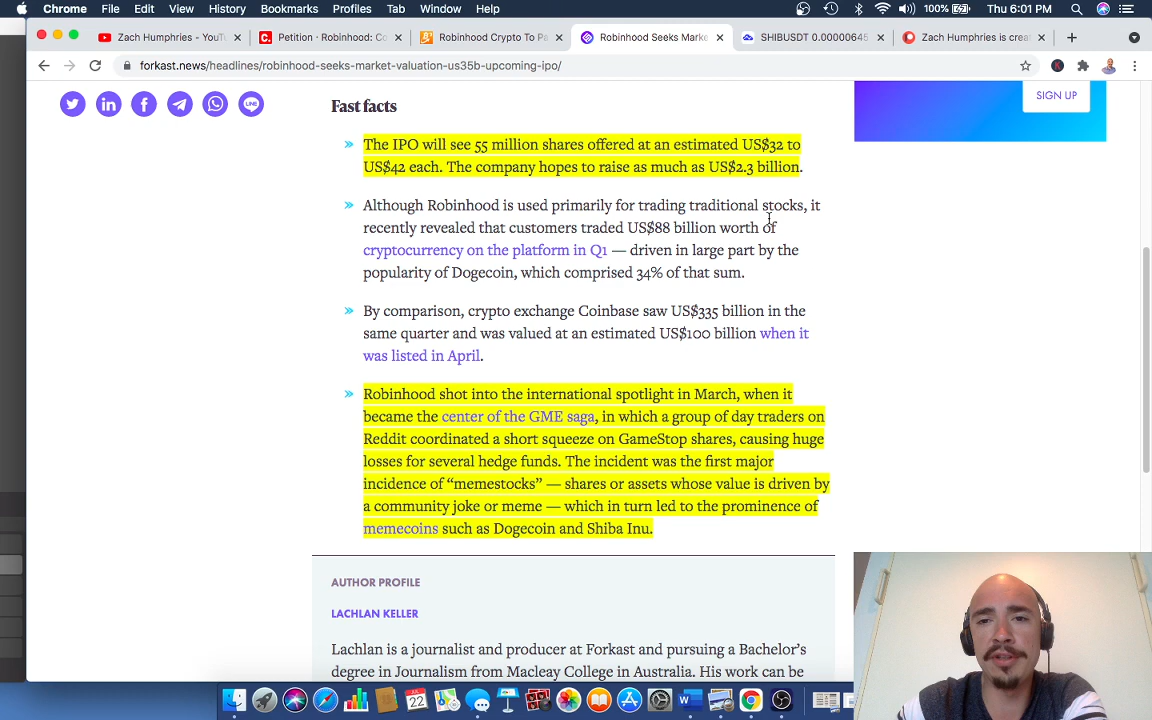 Chrome File Edit View History Bookmarks Profiles Tab Window Help 100% Thu 6:01 PM
Zach Humphries - YouTu
Petition · Robinhood: Co
Robinhood Crypto To Pa
Robinhood Seeks Marke
SHIBUSDT 0.00000645
Zach Humphries is crea
forkast.news/headlines/robinhood-seeks-market-valuation-us35b-upcoming-ipo/
SIGN UP
Fast facts
The IPO will see 55 million shares offered at an estimated US$32 to
US$42 each. The company hopes to raise as much as US$2.3 billion.
Although Robinhood is used primarily for trading traditional stocks, it
recently revealed that customers traded US$88 billion worth of
cryptocurrency on the platform in Q1 — driven in large part by the
popularity of Dogecoin, which comprised 34% of that sum.
By comparison, crypto exchange Coinbase saw US$335 billion in the
same quarter and was valued at an estimated US$100 billion when it
was listed in April.
Robinhood shot into the international spotlight in March, when it
became the center of the GME saga, in which a group of day traders on
Reddit coordinated a short squeeze on GameStop shares, causing huge
losses for several hedge funds. The incident was the first major
incidence of “memestocks” — shares or assets whose value is driven by
a community joke or meme — which in turn led to the prominence of
memecoins such as Dogecoin and Shiba Inu.
AUTHOR PROFILE
LACHLAN KELLER
Lachlan is a journalist and producer at Forkast and pursuing a Bachelor’s
degree in Journalism from Macleay College in Australia. His work can be
22